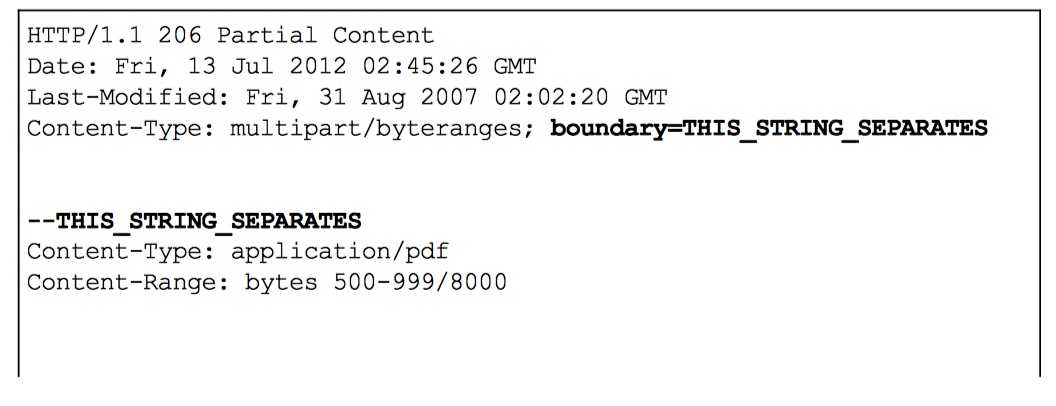 HTTP/1.1 206 Partial Content
Date: Fri, 13 Jul 2012 02:45:26 GMT
Last-Modified: Fri, 31 Aug 2007 02:02:20 GMT
Content-Type: multipart/byteranges; boundary=THIS_STRING_SEPARATES
--THIS_STRING_SEPARATES
Content-Type: application/pdf
Content-Range: bytes 500-999/8000